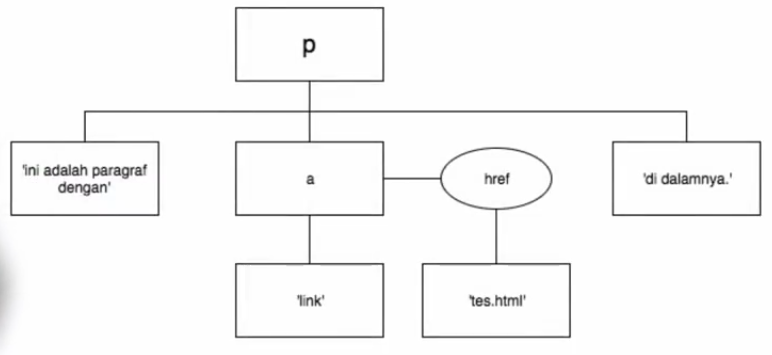 p
'ini adalah paragraf
dengan'
a
href
'di dalamnya.'
'link'
'tes.html'